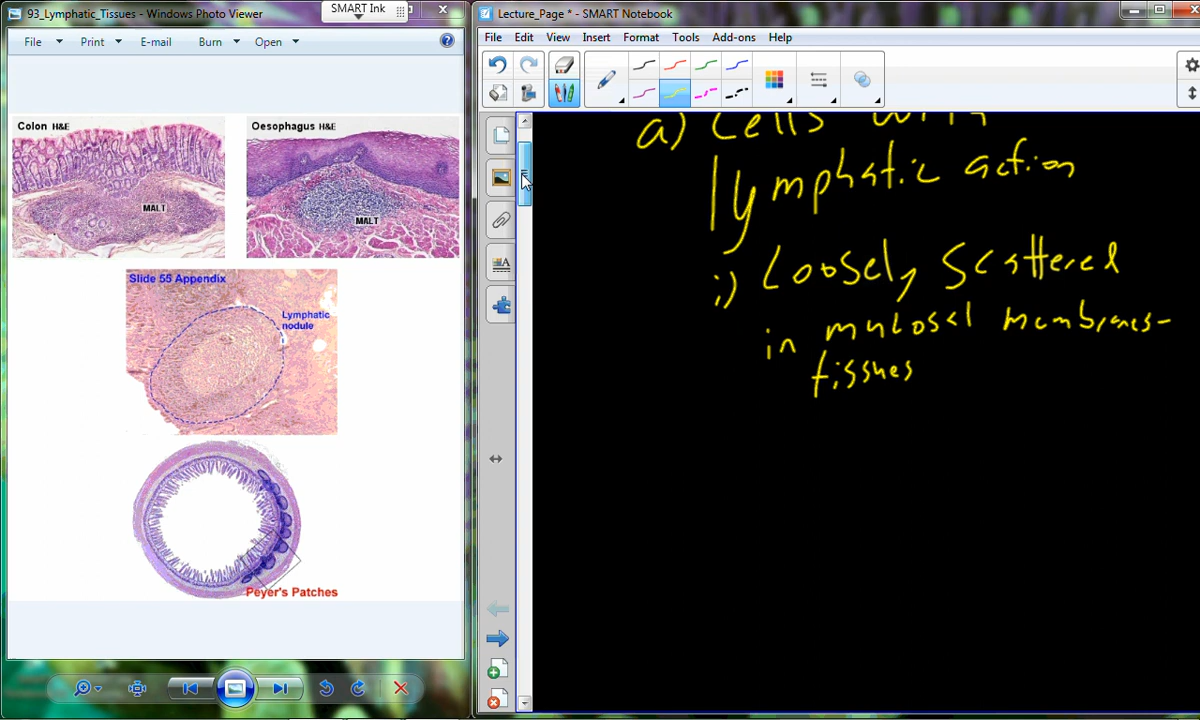 93_Lymphatic_Tissues - Windows Photo Viewer
SMART Ink
File Print E-mail Burn Open
Colon H&E
MALT
Oesophagus H&E
MALT
Slide 55 Appendix
Lymphatic
nodule
Peyer's Patches
Lecture_Page * - SMART Notebook
File Edit View Insert Format Tools Add-ons Help
a) Cells with
lymphatic action
i) Loosely scattered
in mucosal membranes-
tissues